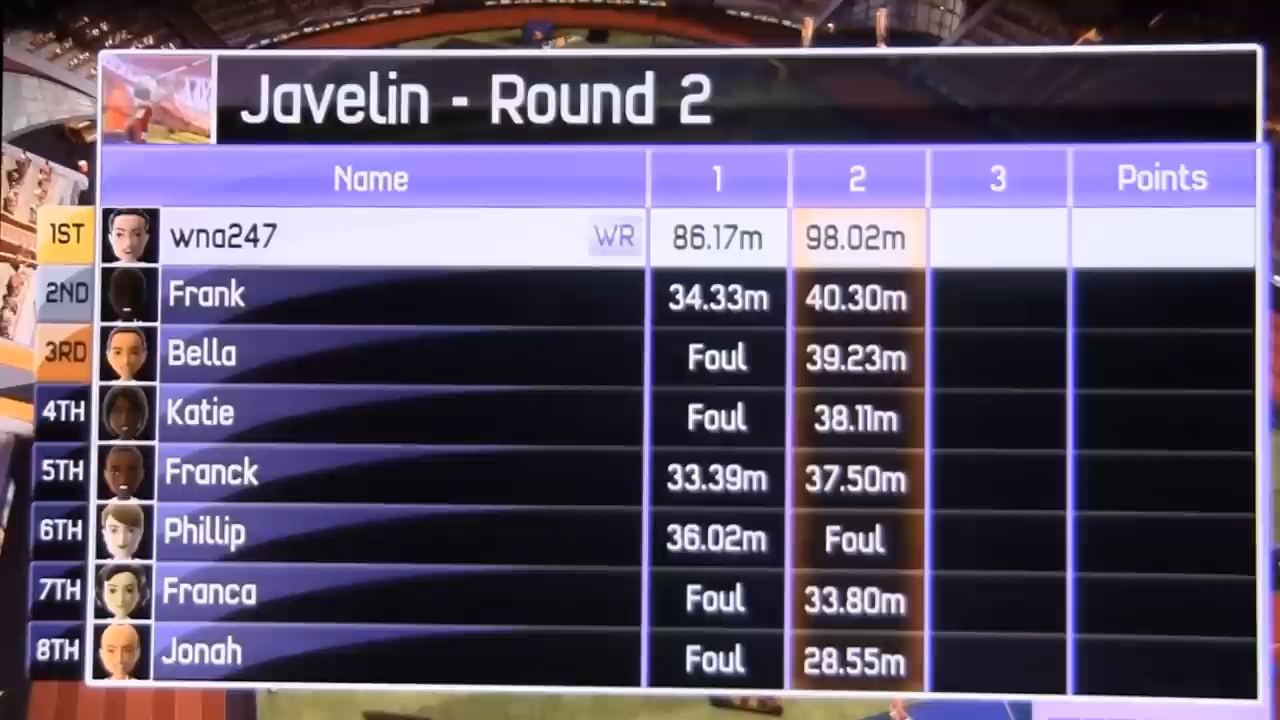 Javelin - Round 2
Name 1 2 3 Points
1ST wna247 WR 86.17m 98.02m
2ND Frank 34.33m 40.30m
3RD Bella Foul 39.23m
4TH Katie Foul 38.11m
5TH Franck 33.39m 37.50m
6TH Phillip 36.02m Foul
7TH Franca Foul 33.80m
8TH Jonah Foul 28.55m